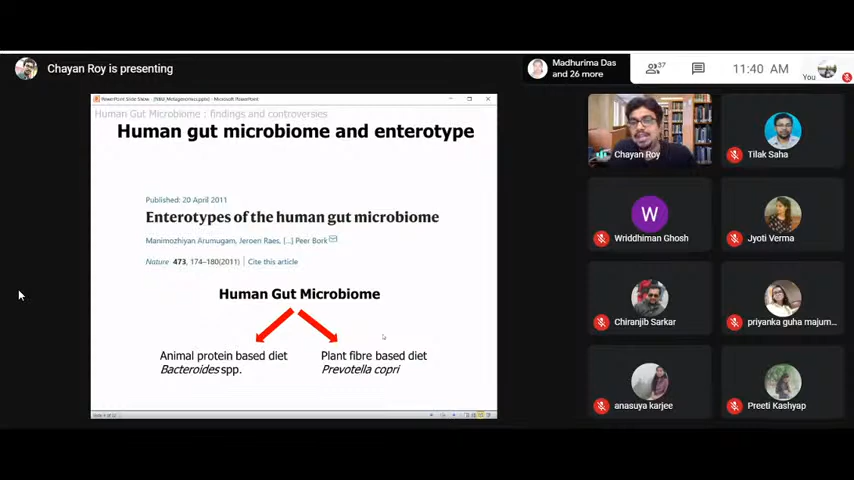 Chayan Roy is presenting
Madhurima Das
and 26 more
37
11:40 AM
You
Human Gut Microbiome : findings and controversies
Human gut microbiome and enterotype
Published: 20 April 2011
Enterotypes of the human gut microbiome
Manimozhiyan Arumugam, Jeroen Raes, [...] Peer Bork
Nature 473, 174–180(2011) | Cite this article
Human Gut Microbiome
Animal protein based diet
Bacteroides spp.
Plant fibre based diet
Prevotella copri
Chayan Roy
Tilak Saha
W
Wriddhiman Ghosh
Jyoti Verma
Chiranjib Sarkar
priyanka guha majum...
anasuya karjee
Preeti Kashyap